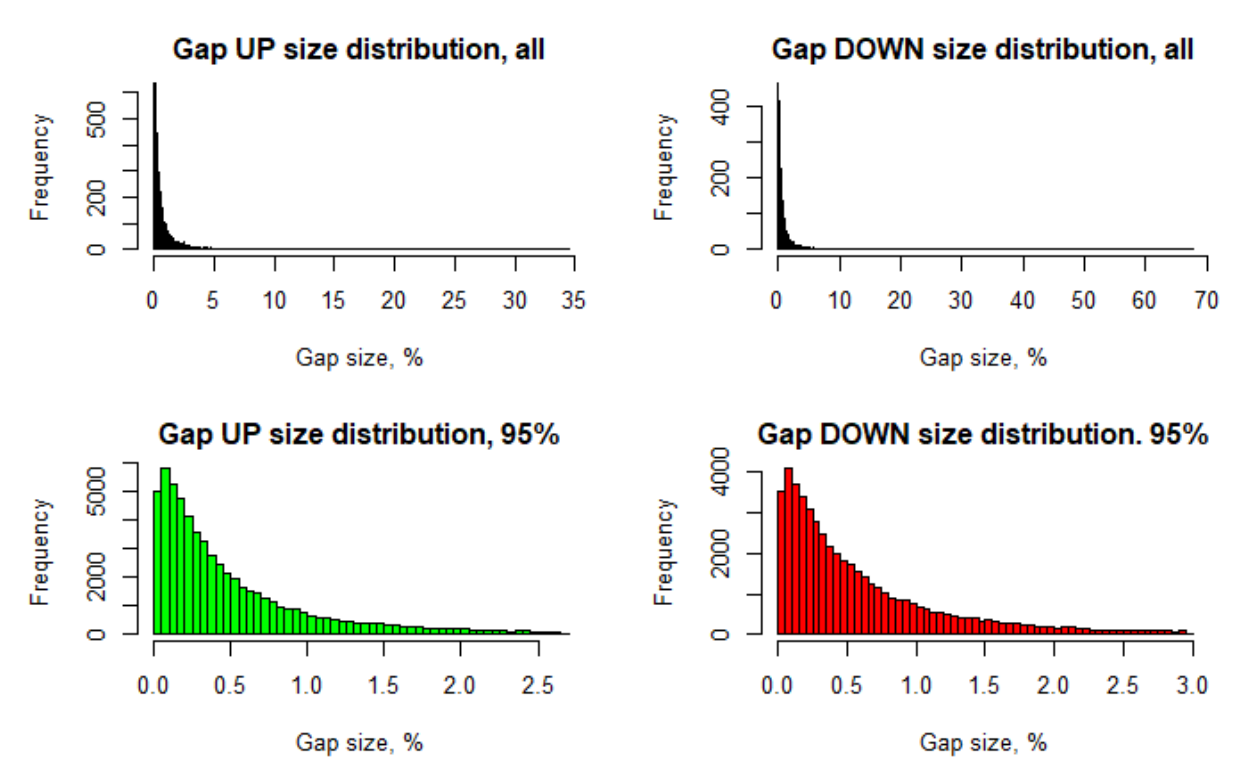 Gap UP size distribution, all
Frequency
0 200 500
0 5 10 15 20 25 30 35
Gap size, %
Gap DOWN size distribution, all
Frequency
0 200 400
0 10 20 30 40 50 60 70
Gap size, %
Gap UP size distribution, 95%
Frequency
0 2000 5000
0.0 0.5 1.0 1.5 2.0 2.5
Gap size, %
Gap DOWN size distribution. 95%
Frequency
0 2000 4000
0.0 0.5 1.0 1.5 2.0 2.5 3.0
Gap size, %